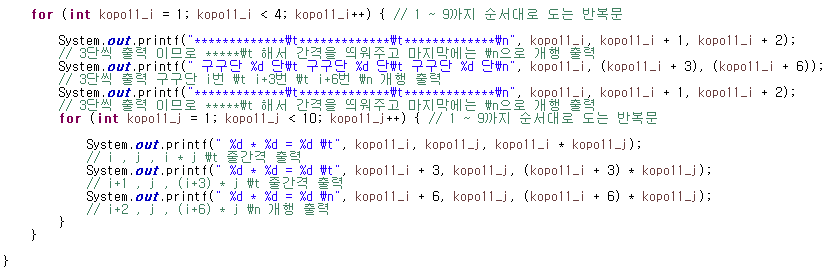 for (int kopo11_i = 1; kopo11_i < 4; kopo11_i++) { // 1 ~ 9까지 순서대로 도는 반복문
System.out.printf("*************₩t*************₩t*************₩n", kopo11_i, kopo11_i + 1, kopo11_i + 2);
// 3단씩 출력 이므로 *****₩t 해서 간격을 띄워주고 마지막에는 ₩n으로 개행 출력
System.out.printf(" 구구단 %d 단₩t 구구단 %d 단₩t 구구단 %d 단₩n", kopo11_i, (kopo11_i + 3), (kopo11_i + 6));
// 3단씩 출력 구구단 i번 ₩t i+3번 ₩t i+6번 ₩n 개행 출력
System.out.printf("*************₩t*************₩t*************₩n", kopo11_i, kopo11_i + 1, kopo11_i + 2);
// 3단씩 출력 이므로 *****₩t 해서 간격을 띄워주고 마지막에는 ₩n으로 개행 출력
for (int kopo11_j = 1; kopo11_j < 10; kopo11_j++) { // 1 ~ 9까지 순서대로 도는 반복문
System.out.printf(" %d * %d = %d ₩t", kopo11_i, kopo11_j, kopo11_i * kopo11_j);
// i , j , i * j ₩t 줄간격 출력
System.out.printf(" %d * %d = %d ₩t", kopo11_i + 3, kopo11_j, (kopo11_i + 3) * kopo11_j);
// i+1 , j , (i+3) * j ₩t 줄간격 출력
System.out.printf(" %d * %d = %d ₩n", kopo11_i + 6, kopo11_j, (kopo11_i + 6) * kopo11_j);
// i+2 , j , (i+6) * j ₩n 개행 출력
}
}
}